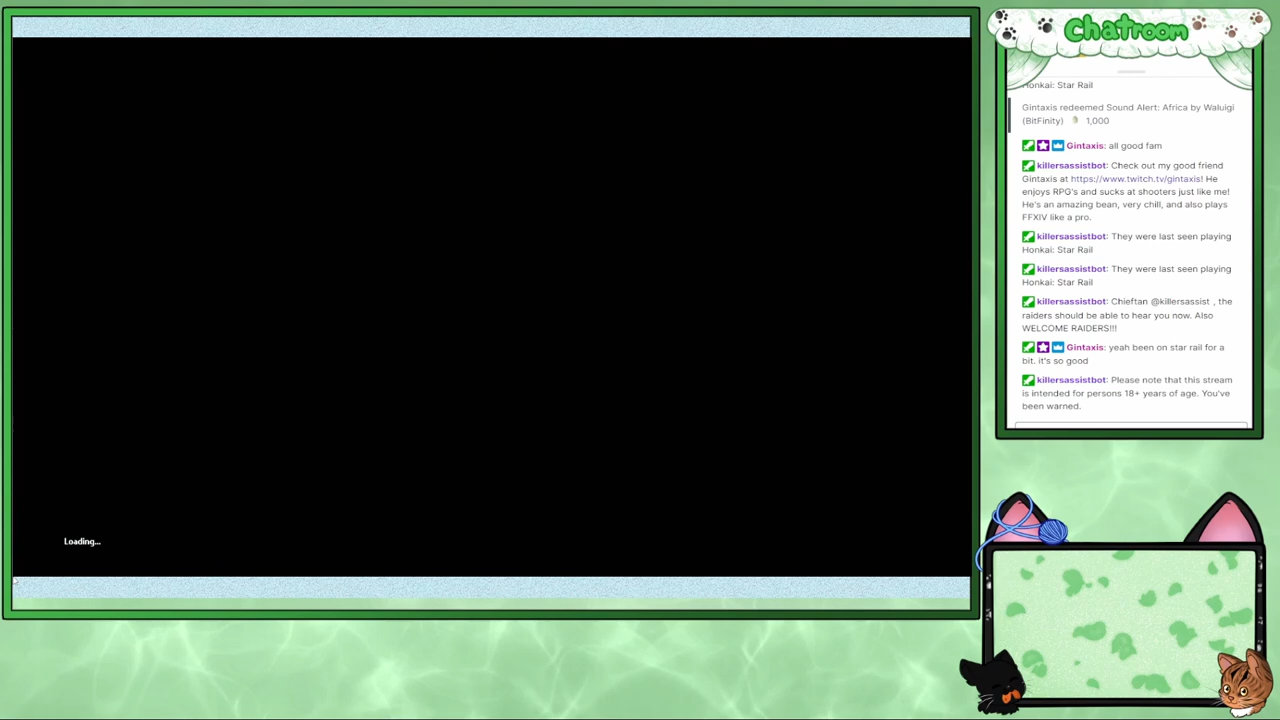 Chatroom
Honkai: Star Rail
Gintaxis redeemed Sound Alert: Africa by Waluigi
(BitFinity) 1,000
Gintaxis: all good fam
killersassistbot: Check out my good friend
Gintaxis at https://www.twitch.tv/gintaxis! He
enjoys RPG's and sucks at shooters just like me!
He's an amazing bean, very chill, and also plays
FFXIV like a pro.
killersassistbot: They were last seen playing
Honkai: Star Rail
killersassistbot: They were last seen playing
Honkai: Star Rail
killersassistbot: Chieftan @killersassist , the
raiders should be able to hear you now. Also
WELCOME RAIDERS!!!
Gintaxis: yeah been on star rail for a
bit. it's so good
killersassistbot: Please note that this stream
is intended for persons 18+ years of age. You've
been warned.
Loading...